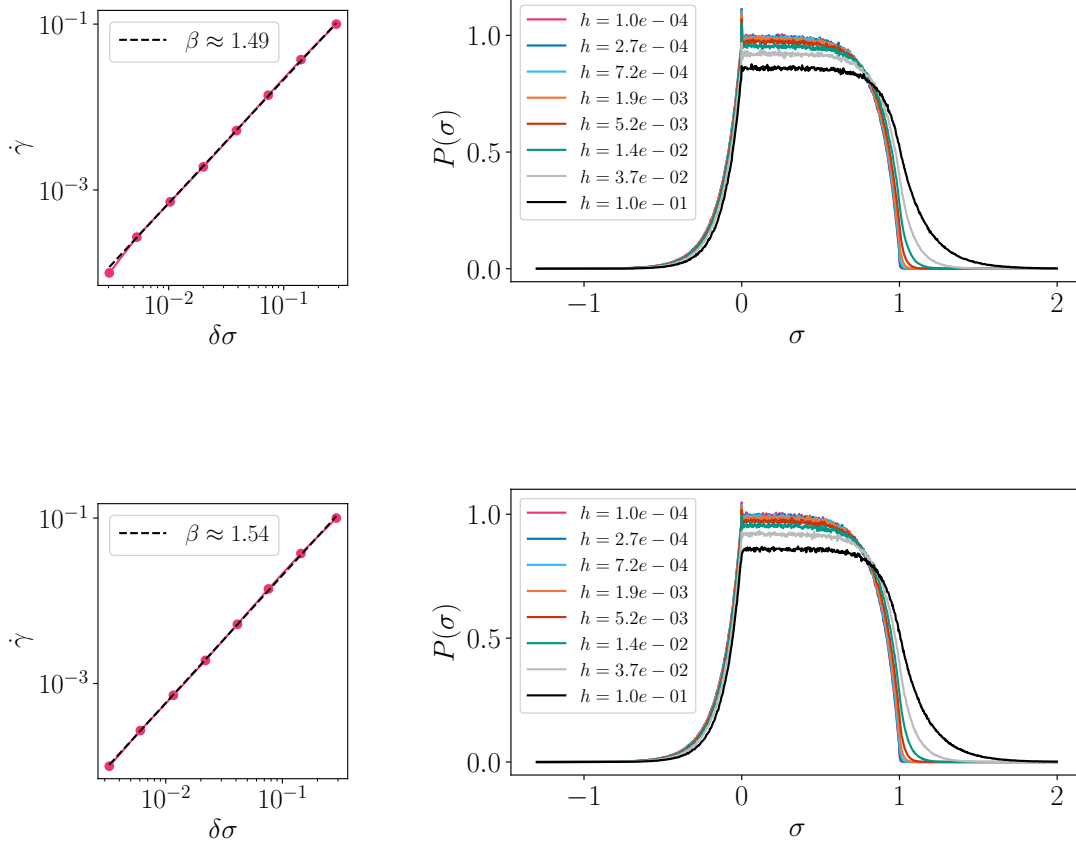 10⁻¹
10⁻³
γ̇
β ≈ 1.49
10⁻² 10⁻¹
δσ
1.0
0.5
0.0
P(σ)
h = 1.0e − 04
h = 2.7e − 04
h = 7.2e − 04
h = 1.9e − 03
h = 5.2e − 03
h = 1.4e − 02
h = 3.7e − 02
h = 1.0e − 01
−1 0 1 2
σ
10⁻¹
10⁻³
γ̇
β ≈ 1.54
10⁻² 10⁻¹
δσ
1.0
0.5
0.0
P(σ)
h = 1.0e − 04
h = 2.7e − 04
h = 7.2e − 04
h = 1.9e − 03
h = 5.2e − 03
h = 1.4e − 02
h = 3.7e − 02
h = 1.0e − 01
−1 0 1 2
σ